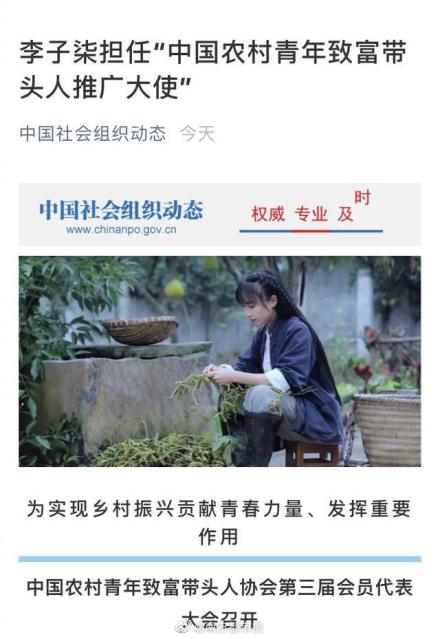 李子柒担任“中国农村青年致富带
头人推广大使”
中国社会组织动态 今天
中国社会组织动态
www.chinanpo.gov.cn
权威 专业 及时
为实现乡村振兴贡献青春力量、发挥重要
作用
中国农村青年致富带头人协会第三届会员代表
大会召开